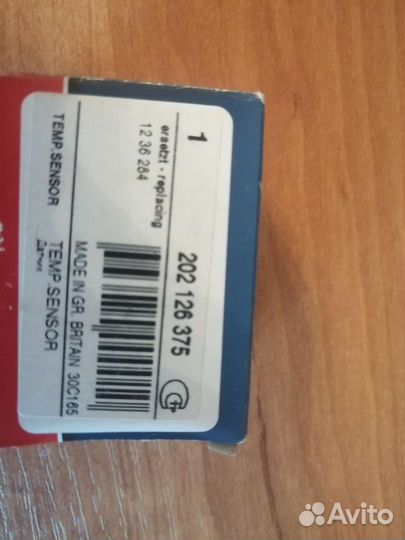 1
ersetzt - replacing
12 36 284
202 126 375
MADE IN GR. BRITAIN 30C165
TEMP.SENSOR TEMP.SENSOR
Датчик
Avito